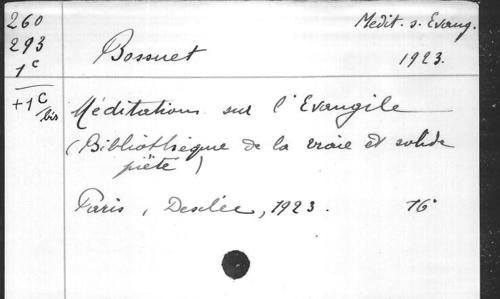 260
293
1c
+1c bis
Médit. s. Evang.
Bossuet
1923.
Méditations sur l'Evangile
(Bibliothèque de la vraie et solide
piété)
Paris, Desclée, 1923. 16°